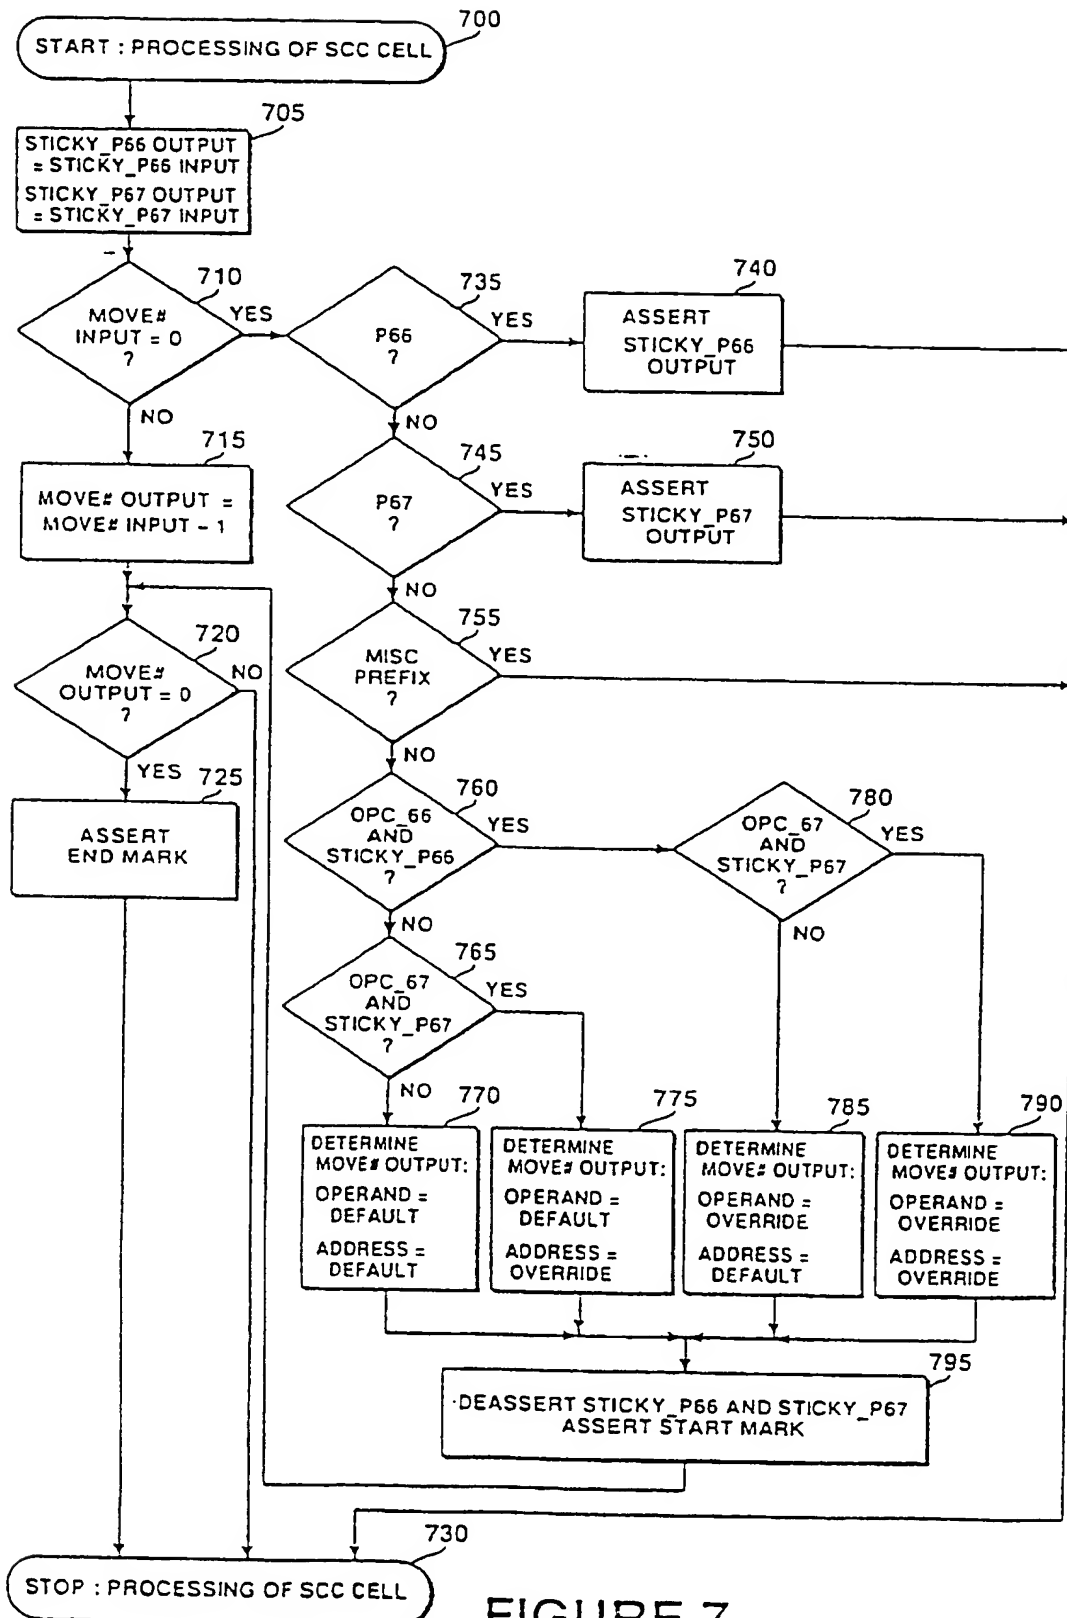 700
START : PROCESSING OF SCC CELL
705
STICKY_P66 OUTPUT
= STICKY_P66 INPUT
STICKY_P67 OUTPUT
= STICKY_P67 INPUT
710
MOVE#
INPUT = 0
?
YES
NO
735
P66
?
YES
NO
740
ASSERT
STICKY_P66
OUTPUT
715
MOVE# OUTPUT =
MOVE# INPUT - 1
745
P67
?
YES
NO
750
ASSERT
STICKY_P67
OUTPUT
720
MOVE#
OUTPUT = 0
?
NO
YES
755
MISC
PREFIX
?
YES
NO
725
ASSERT
END MARK
760
OPC_66
AND
STICKY_P66
?
YES
NO
780
OPC_67
AND
STICKY_P67
?
YES
NO
765
OPC_67
AND
STICKY_P67
?
YES
NO
770
DETERMINE
MOVE# OUTPUT:
OPERAND =
DEFAULT
ADDRESS =
DEFAULT
775
DETERMINE
MOVE# OUTPUT:
OPERAND =
DEFAULT
ADDRESS =
OVERRIDE
785
DETERMINE
MOVE# OUTPUT:
OPERAND =
OVERRIDE
ADDRESS =
DEFAULT
790
DETERMINE
MOVE# OUTPUT:
OPERAND =
OVERRIDE
ADDRESS =
OVERRIDE
795
DEASSERT STICKY_P66 AND STICKY_P67
ASSERT START MARK
730
STOP : PROCESSING OF SCC CELL
FIGURE 7